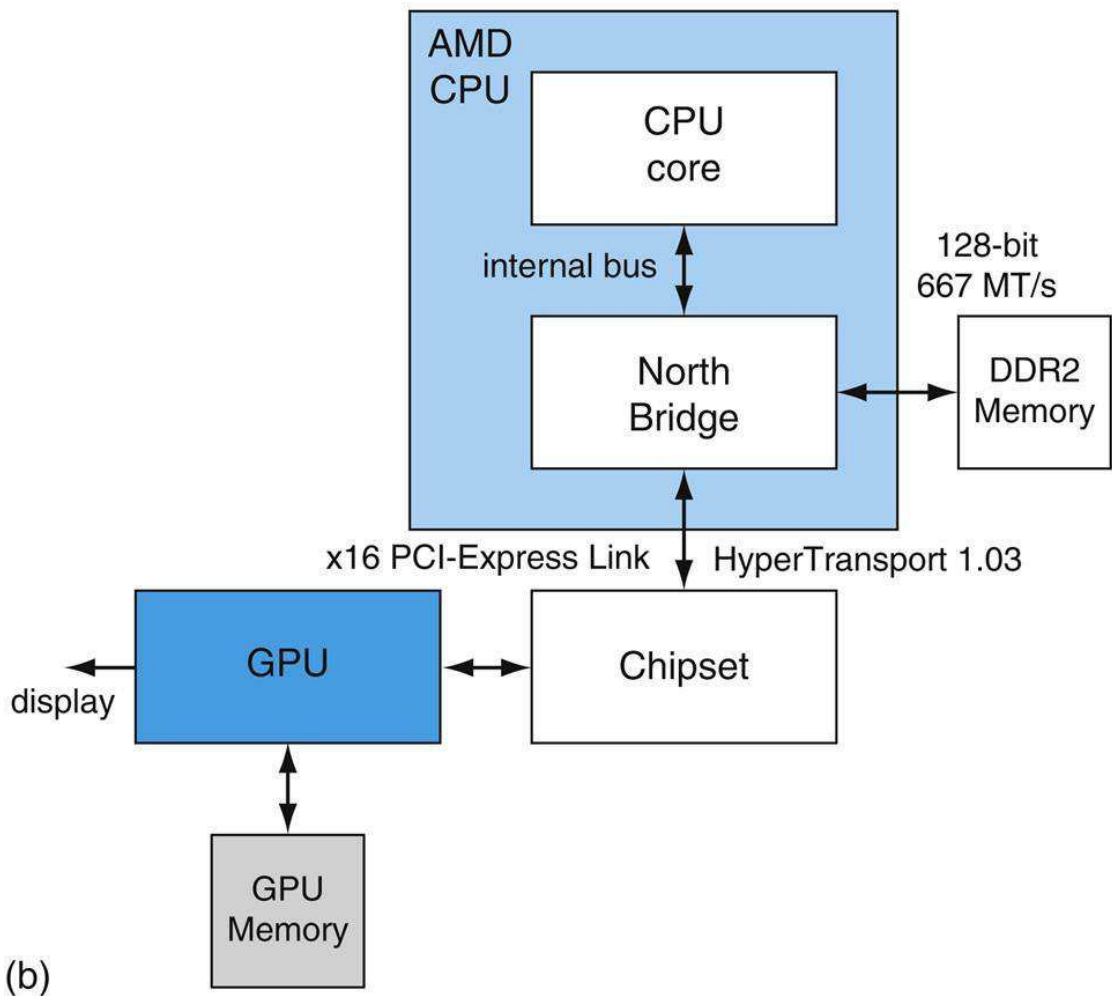 AMD
CPU
CPU
core
internal bus
128-bit
667 MT/s
North
Bridge
DDR2
Memory
x16 PCI-Express Link
HyperTransport 1.03
GPU
Chipset
display
GPU
Memory
(b)